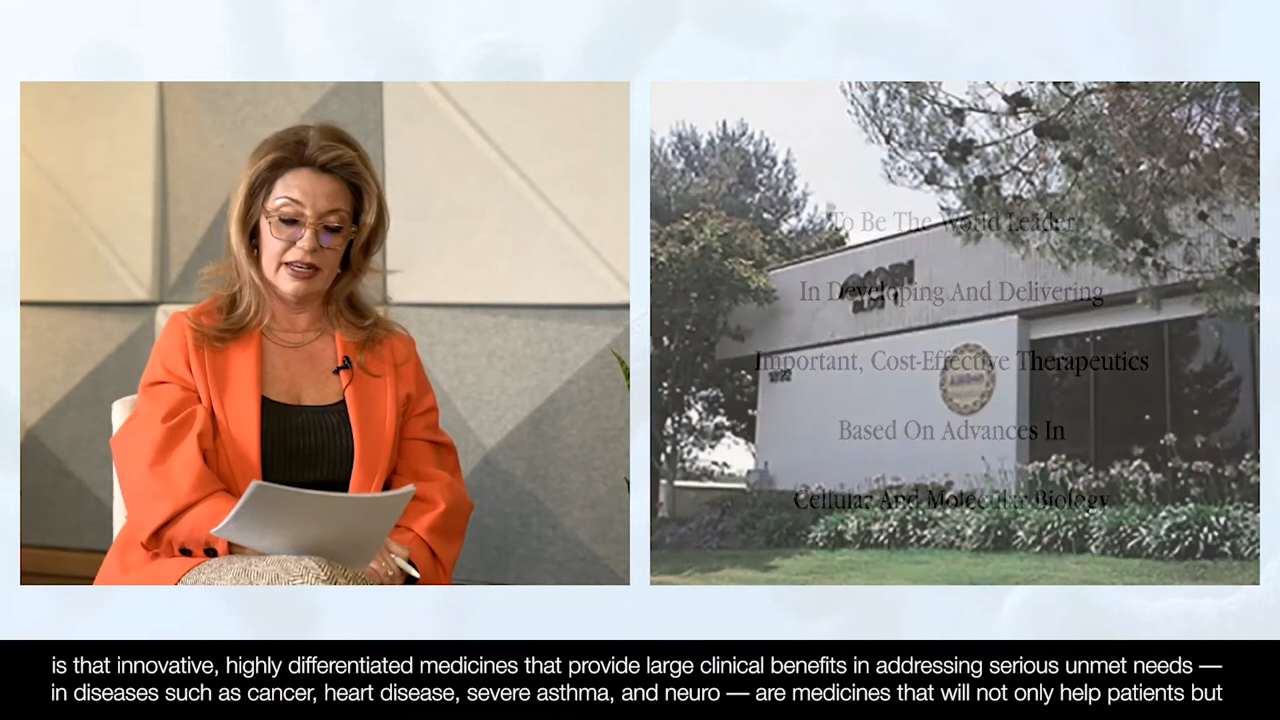 To Be The World Leader
In Developing And Delivering
Important, Cost-Effective Therapeutics
Based On Advances In
Cellular And Molecular Biology
is that innovative, highly differentiated medicines that provide large clinical benefits in addressing serious unmet needs —
in diseases such as cancer, heart disease, severe asthma, and neuro — are medicines that will not only help patients but